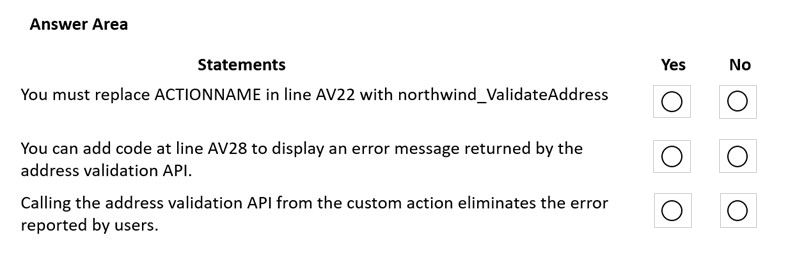 Answer Area
Statements Yes No
You must replace ACTIONNAME in line AV22 with northwind_ValidateAddress
You can add code at line AV28 to display an error message returned by the
address validation API.
Calling the address validation API from the custom action eliminates the error
reported by users.